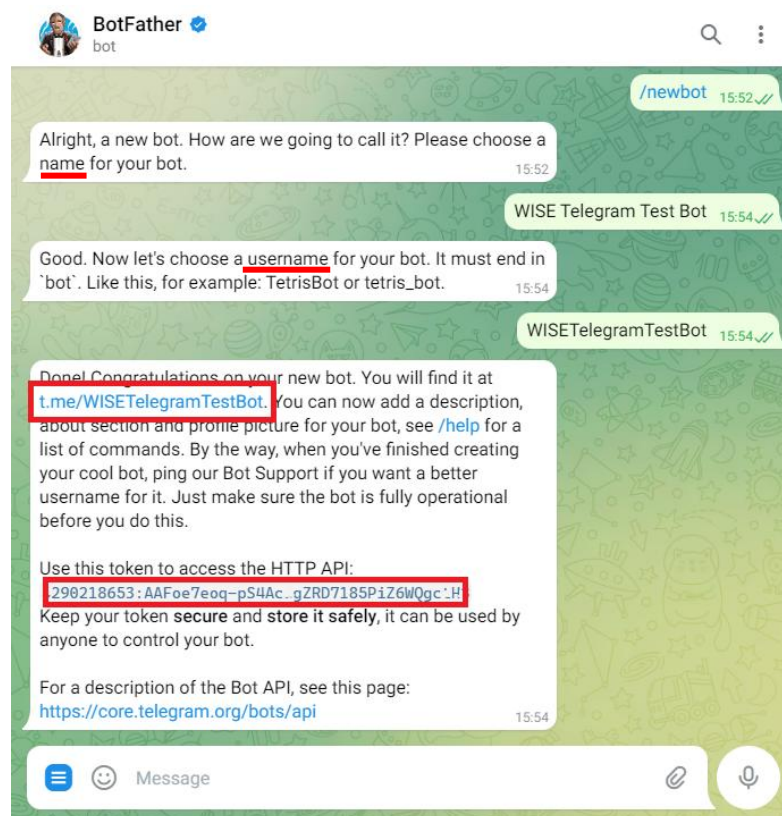 BotFather
bot
/newbot 15:52
Alright, a new bot. How are we going to call it? Please choose a
name for your bot. 15:52
WISE Telegram Test Bot 15:54
Good. Now let's choose a username for your bot. It must end in
`bot`. Like this, for example: TetrisBot or tetris_bot. 15:54
WISETelegramTestBot 15:54
Done! Congratulations on your new bot. You will find it at
t.me/WISETelegramTestBot. You can now add a description,
about section and profile picture for your bot, see /help for a
list of commands. By the way, when you've finished creating
your cool bot, ping our Bot Support if you want a better
username for it. Just make sure the bot is fully operational
before you do this.
Use this token to access the HTTP API:
Keep your token secure and store it safely, it can be used by
anyone to control your bot.
For a description of the Bot API, see this page:
https://core.telegram.org/bots/api 15:54
Message